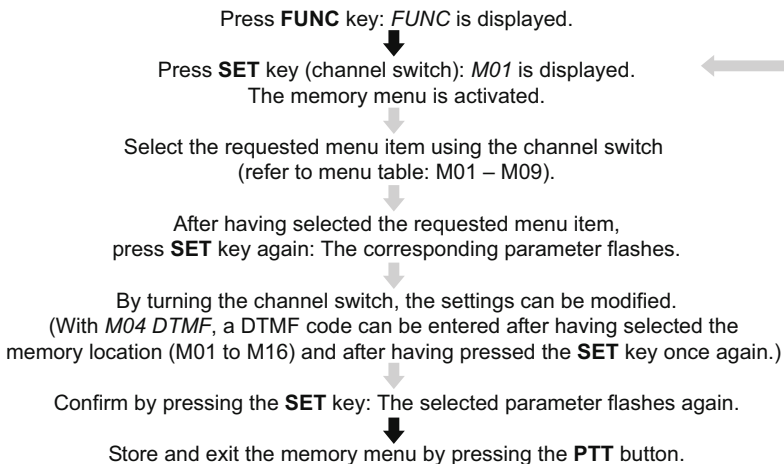 Press FUNC key: FUNC is displayed.
Press SET key (channel switch): M01 is displayed.
The memory menu is activated.
Select the requested menu item using the channel switch
(refer to menu table: M01 – M09).
After having selected the requested menu item,
press SET key again: The corresponding parameter flashes.
By turning the channel switch, the settings can be modified.
(With M04 DTMF, a DTMF code can be entered after having selected the
memory location (M01 to M16) and after having pressed the SET key once again.)
Confirm by pressing the SET key: The selected parameter flashes again.
Store and exit the memory menu by pressing the PTT button.